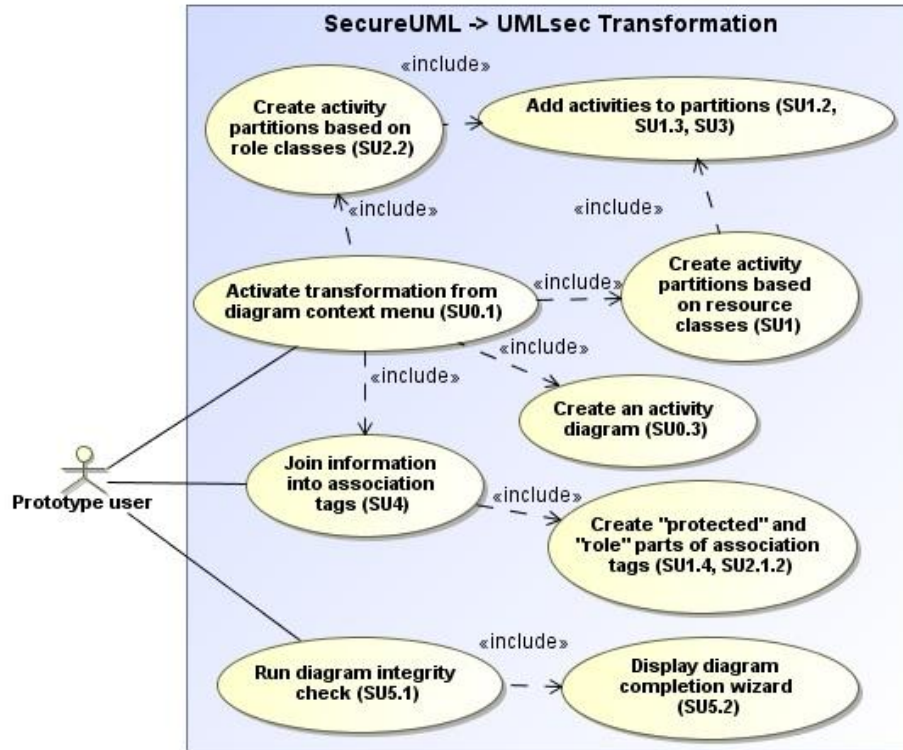 SecureUML -> UMLsec Transformation
«include»
Create activity
partitions based on
role classes (SU2.2)
Add activities to partitions (SU1.2,
SU1.3, SU3)
«include»
«include»
Activate transformation from
diagram context menu (SU0.1)
«include»
Create activity
partitions based
on resource
classes (SU1)
«include»
«include»
Create an activity
diagram (SU0.3)
Prototype user
Join information
into association
tags (SU4)
«include»
Create "protected" and
"role" parts of association
tags (SU1.4, SU2.1.2)
Run diagram integrity
check (SU5.1)
«include»
Display diagram
completion wizard
(SU5.2)